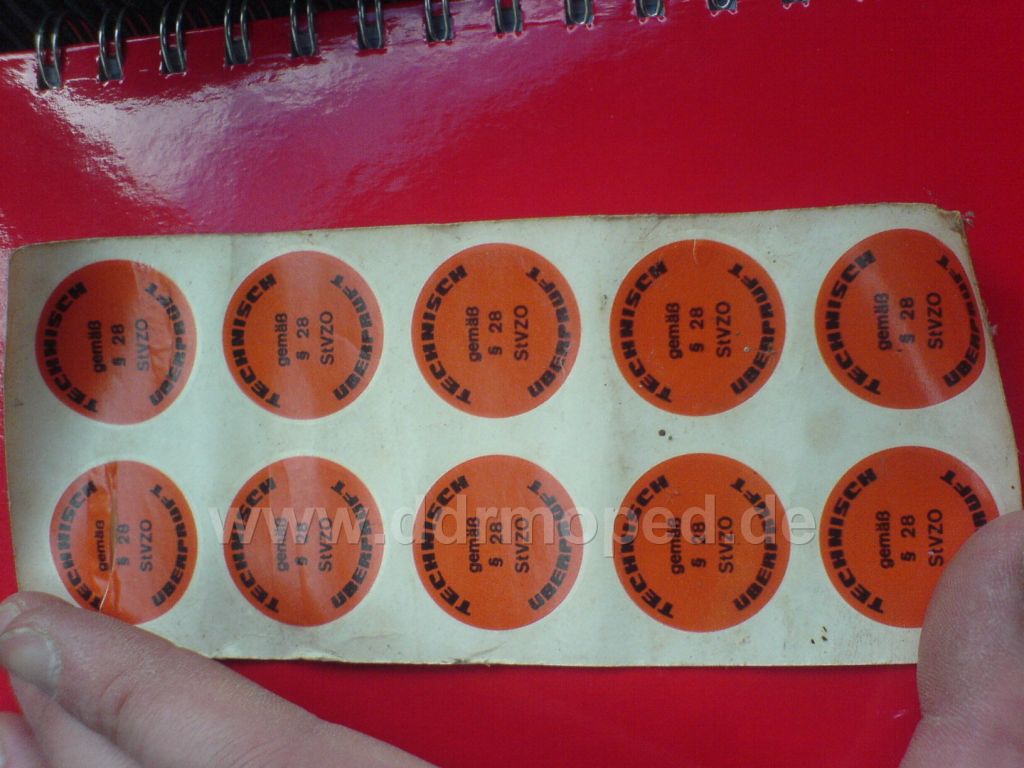 TECHNISCH
gemäß
§ 28
StVZO
ÜBERPRÜFT
TECHNISCH
gemäß
§ 28
StVZO
ÜBERPRÜFT
TECHNISCH
gemäß
§ 28
StVZO
ÜBERPRÜFT
TECHNISCH
gemäß
§ 28
StVZO
ÜBERPRÜFT
TECHNISCH
gemäß
§ 28
StVZO
ÜBERPRÜFT
TECHNISCH
gemäß
§ 28
StVZO
ÜBERPRÜFT
TECHNISCH
gemäß
§ 28
StVZO
ÜBERPRÜFT
TECHNISCH
gemäß
§ 28
StVZO
ÜBERPRÜFT
TECHNISCH
gemäß
§ 28
StVZO
ÜBERPRÜFT
TECHNISCH
gemäß
§ 28
StVZO
PRÜFT
www.ddrmoped.de